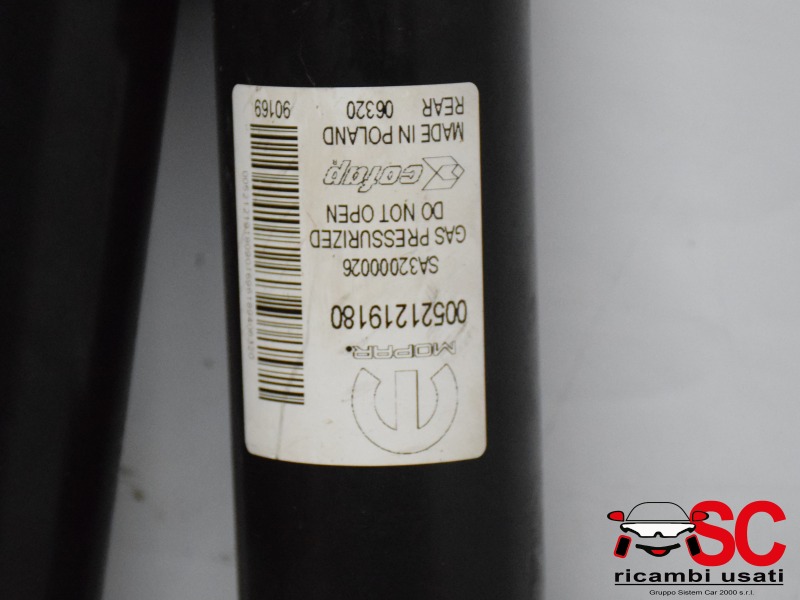 MOPAR.
00521219180
SA32000026
GAS PRESSURIZED
DO NOT OPEN
cofap
MADE IN POLAND
REAR 06320 90169
SC
ricambi usati
Gruppo Sistem Car 2000 s.r.l.